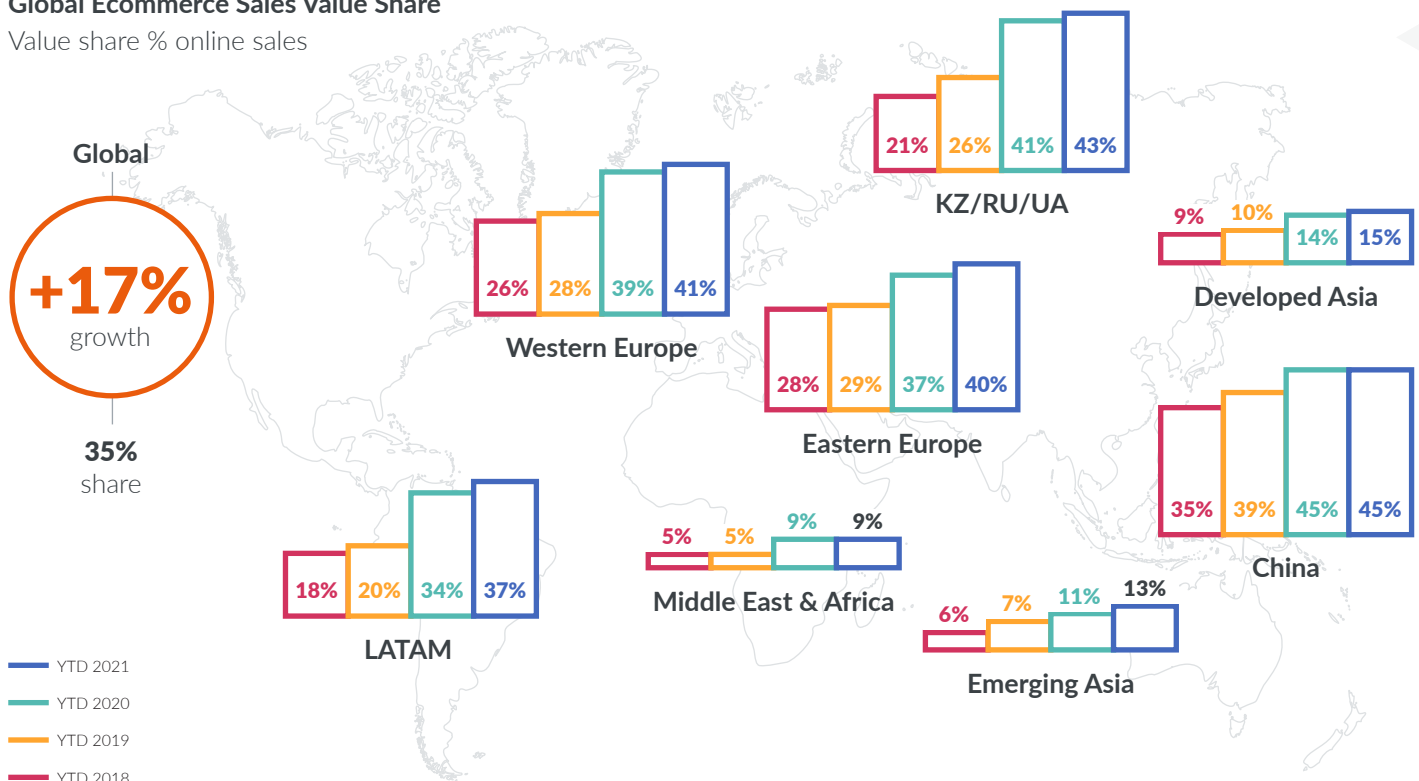 Global Ecommerce Sales Value Share
Value share % online sales
Global
+17%
growth
35%
share
21% 26% 41% 43%
KZ/RU/UA
26% 28% 39% 41%
Western Europe
9% 10% 14% 15%
Developed Asia
28% 29% 37% 40%
Eastern Europe
35% 39% 45% 45%
China
18% 20% 34% 37%
LATAM
5% 5% 9% 9%
Middle East & Africa
6% 7% 11% 13%
Emerging Asia
YTD 2021
YTD 2020
YTD 2019
YTD 2018